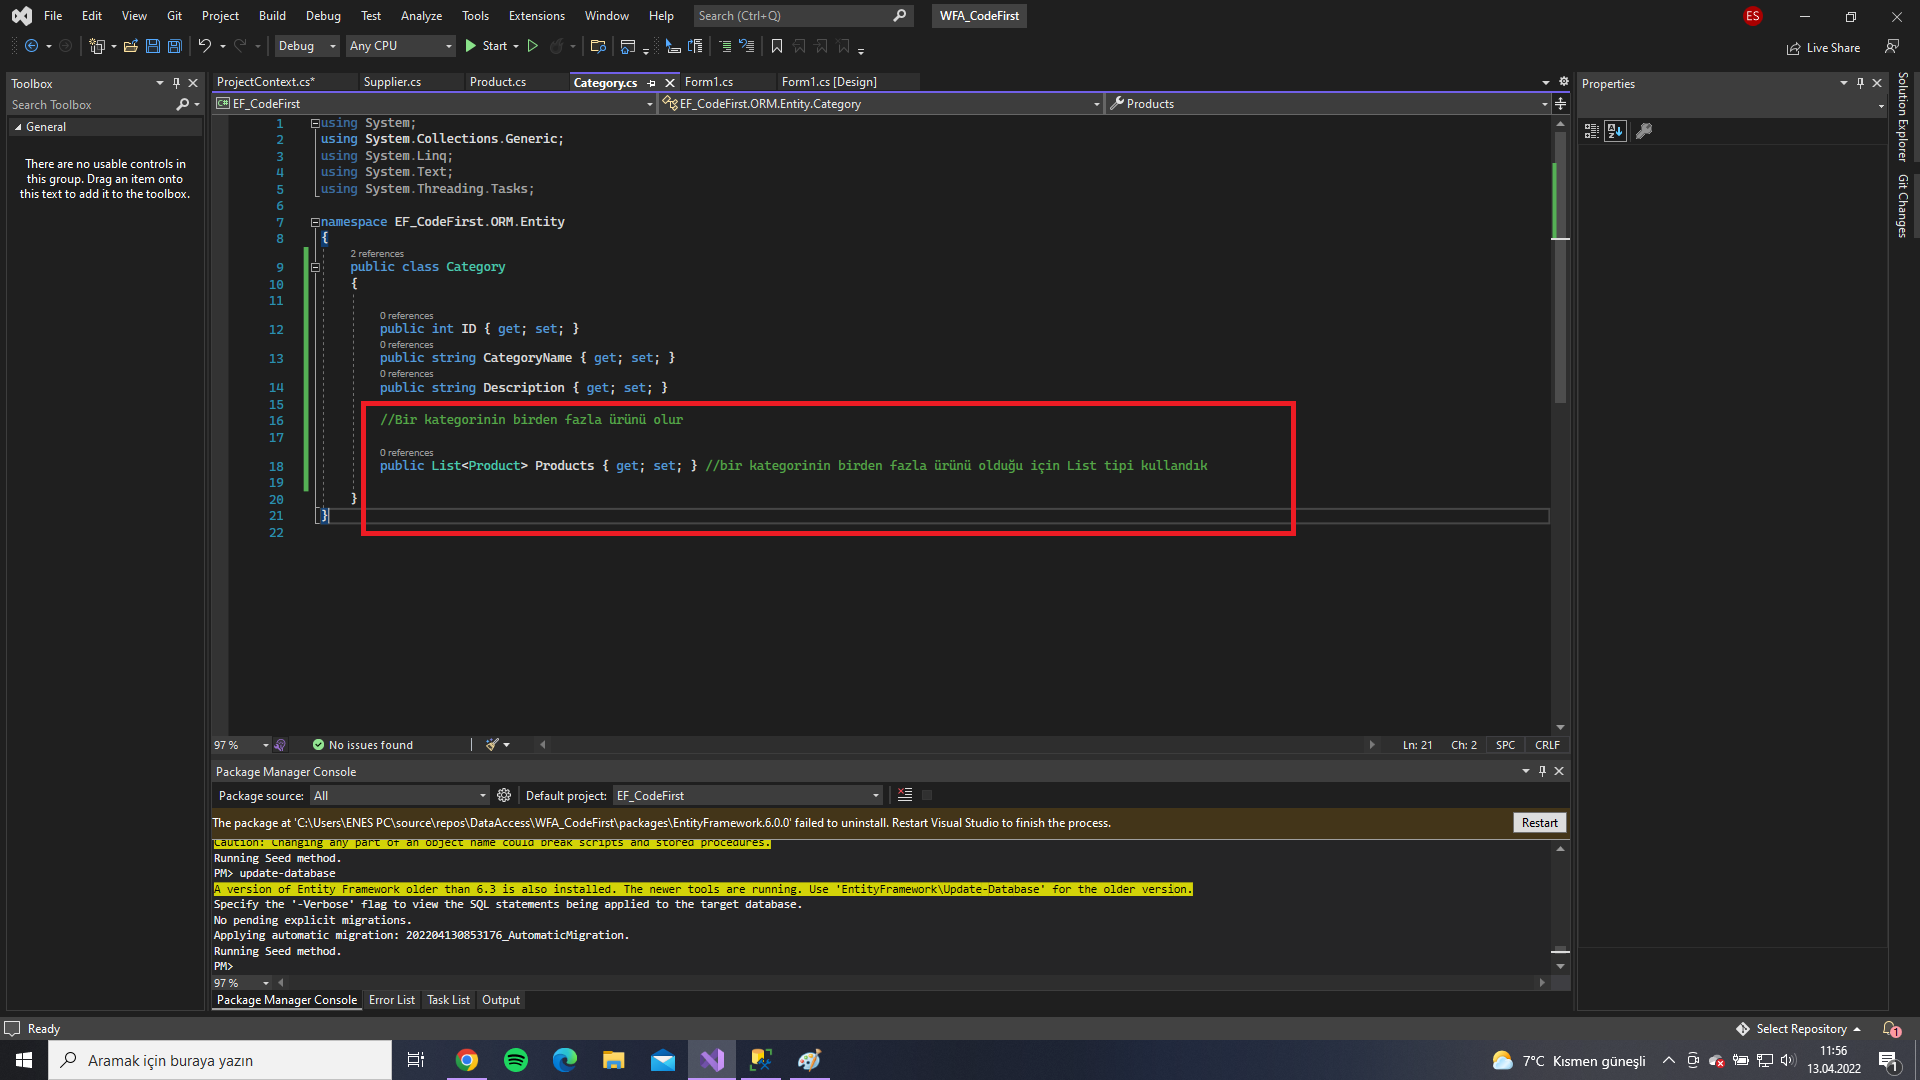 File Edit View Git Project Build Debug Test Analyze Tools Extensions Window Help Search (Ctrl+Q) WFA_CodeFirst ES
Debug Any CPU Start Live Share
Toolbox
Search Toolbox
General
There are no usable controls in
this group. Drag an item onto
this text to add it to the toolbox.
ProjectContext.cs* Supplier.cs Product.cs Category.cs Form1.cs Form1.cs [Design]
C# EF_CodeFirst EF_CodeFirst.ORM.Entity.Category Products
1 using System;
2 using System.Collections.Generic;
3 using System.Linq;
4 using System.Text;
5 using System.Threading.Tasks;
6
7 namespace EF_CodeFirst.ORM.Entity
8 {
2 references
9 public class Category
10 {
11
0 references
12 public int ID { get; set; }
0 references
13 public string CategoryName { get; set; }
0 references
14 public string Description { get; set; }
15
16 //Bir kategorinin birden fazla ürünü olur
17
0 references
18 public List<Product> Products { get; set; } //bir kategorinin birden fazla ürünü olduğu için List tipi kullandık
19
20 }
21 }
22
97 % No issues found Ln: 21 Ch: 2 SPC CRLF
Package Manager Console
Package source: All Default project: EF_CodeFirst
The package at 'C:\Users\ENES PC\source\repos\DataAccess\WFA_CodeFirst\packages\EntityFramework.6.0.0' failed to uninstall. Restart Visual Studio to finish the process. Restart
Caution: Changing any part of an object name could break scripts and stored procedures.
Running Seed method.
PM> update-database
A version of Entity Framework older than 6.3 is also installed. The newer tools are running. Use 'EntityFramework\Update-Database' for the older version.
Specify the '-Verbose' flag to view the SQL statements being applied to the target database.
No pending explicit migrations.
Applying automatic migration: 202204130853176_AutomaticMigration.
Running Seed method.
PM>
97 %
Package Manager Console Error List Task List Output
Properties
Solution Explorer
Git Changes
Ready Select Repository 1
Aramak için buraya yazın 7°C Kısmen güneşli 11:56
13.04.2022 1